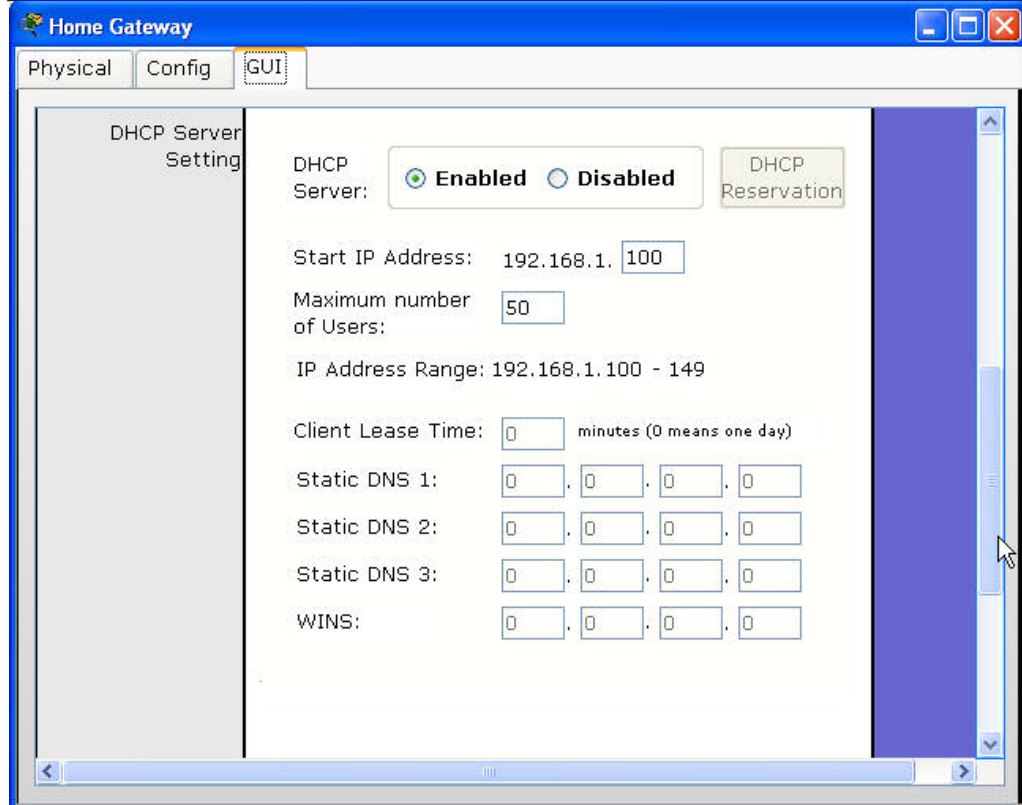 Home Gateway
Physical Config GUI
DHCP Server
Setting
DHCP
Server:
Enabled Disabled
DHCP
Reservation
Start IP Address: 192.168.1. 100
Maximum number
of Users:
50
IP Address Range: 192.168.1.100 - 149
Client Lease Time: 0 minutes (0 means one day)
Static DNS 1: 0 . 0 . 0 . 0
Static DNS 2: 0 . 0 . 0 . 0
Static DNS 3: 0 . 0 . 0 . 0
WINS: 0 . 0 . 0 . 0